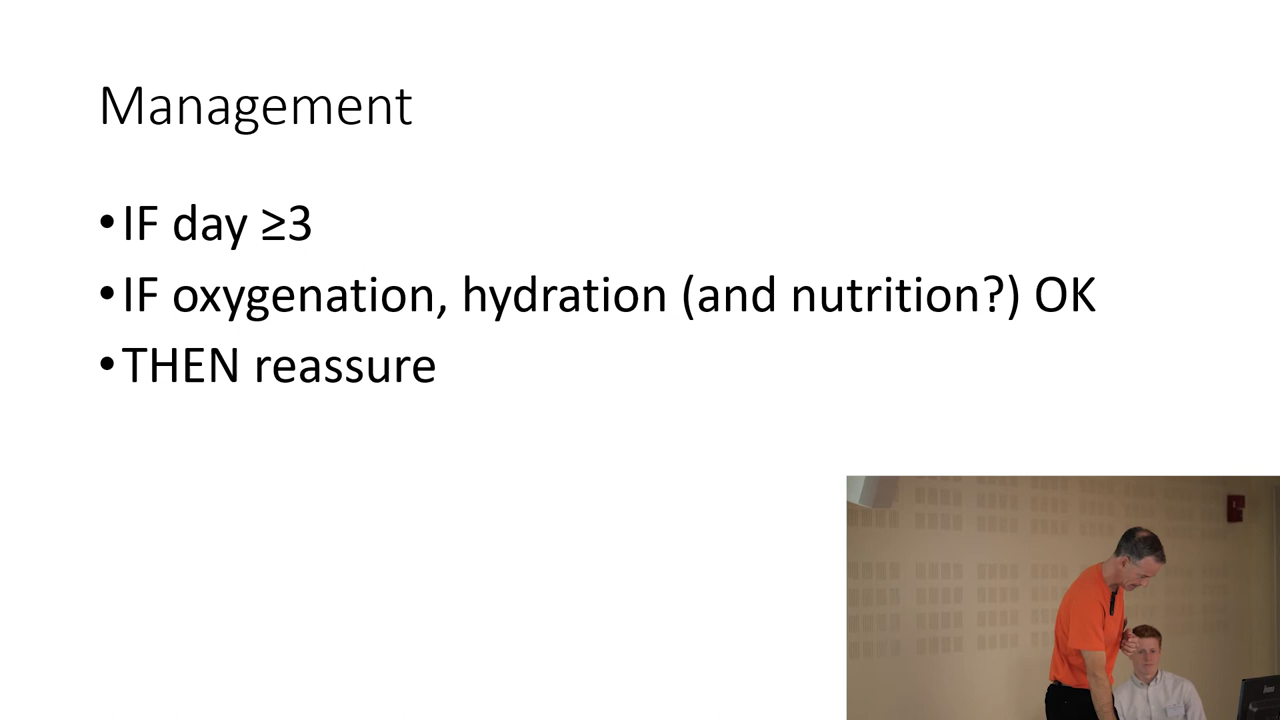 Management
•IF day ≥3
•IF oxygenation, hydration (and nutrition?) OK
•THEN reassure